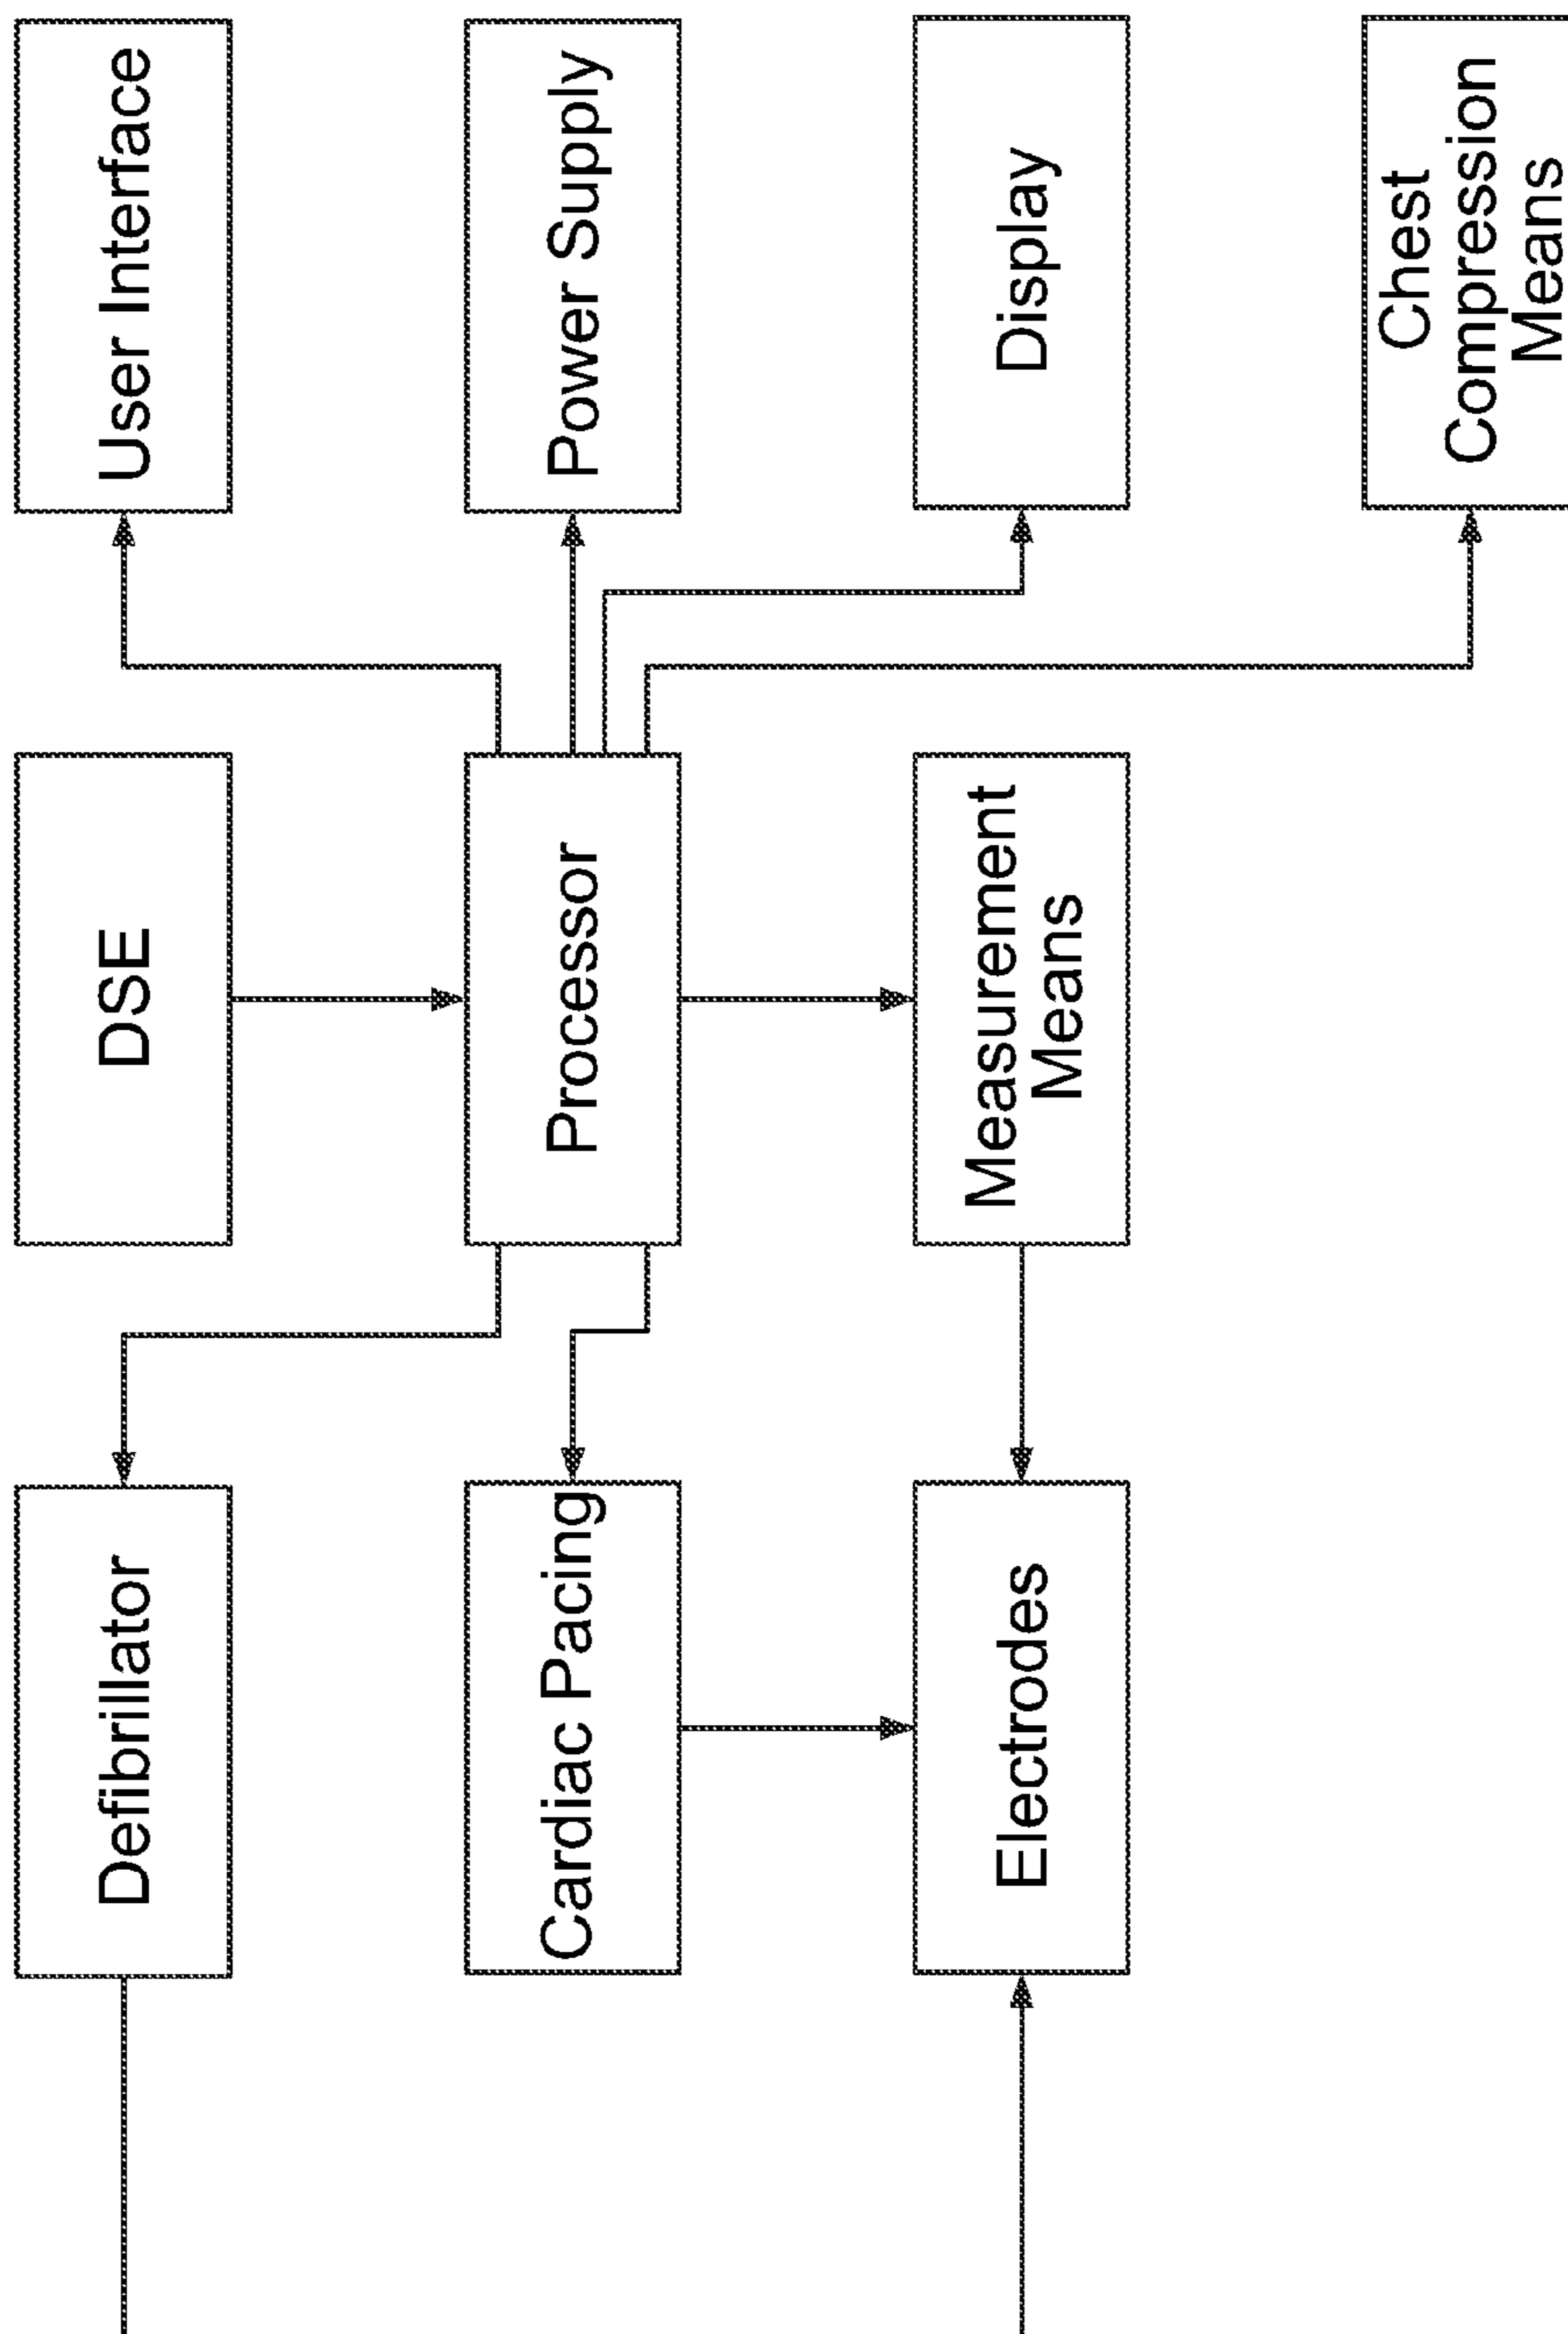 Defibrillator
DSE
User Interface
Cardiac Pacing
Processor
Power Supply
Electrodes
Measurement
Means
Display
Chest
Compression
Means